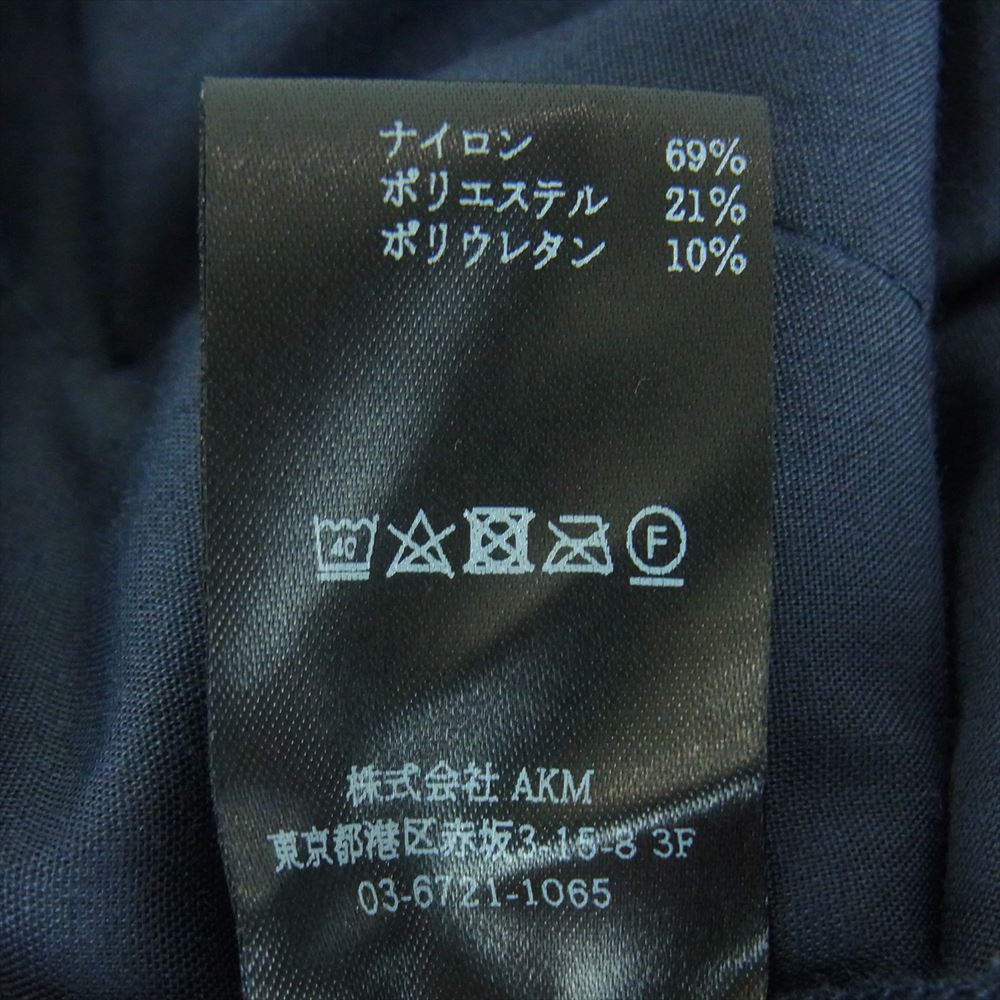 ナイロン 69%
ポリエステル 21%
ポリウレタン 10%
40 F
株式会社 AKM
東京都港区赤坂3-15-8 3F
03-6721-1065